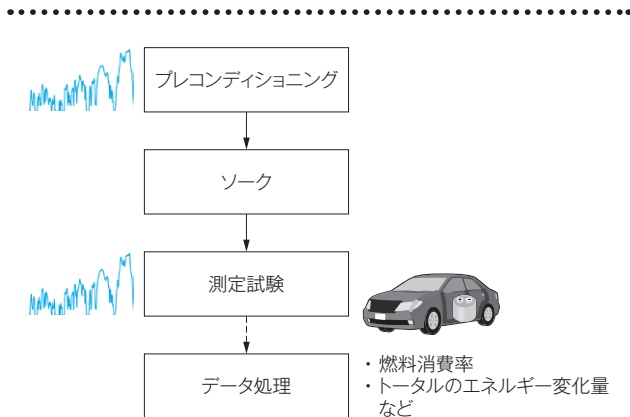 プレコンディショニング
ソーク
測定試験
データ処理
・燃料消費率
・トータルのエネルギー変化量
など